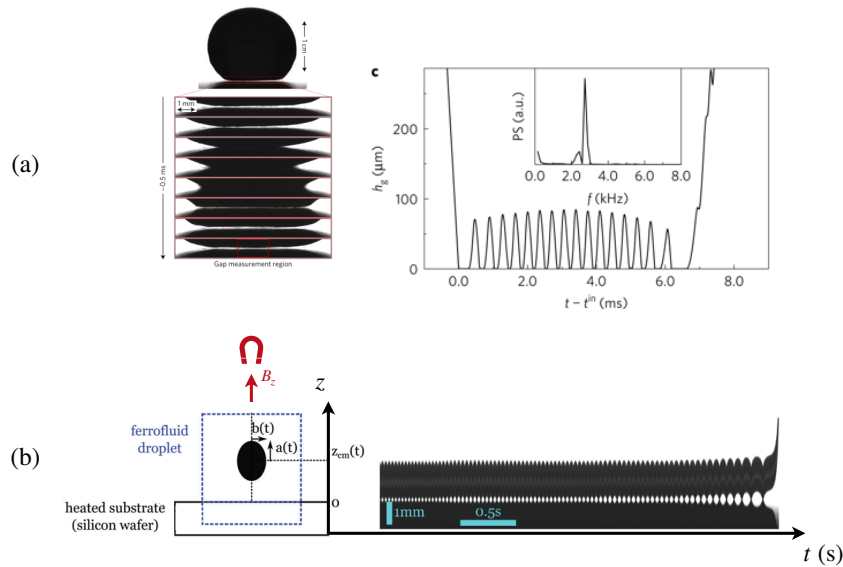 (a)
1 cm
1 mm
~0.5 ms
Gap measurement region
c
PS (a.u.)
0.0 2.0 4.0 6.0 8.0
f (kHz)
200
100
0
hg (μm)
0.0 2.0 4.0 6.0 8.0
t − tⁱⁿ (ms)
(b)
B_z
z
ferrofluid
droplet
b(t)
a(t)
z_cm(t)
o
heated substrate
(silicon wafer)
1mm
0.5s
t (s)